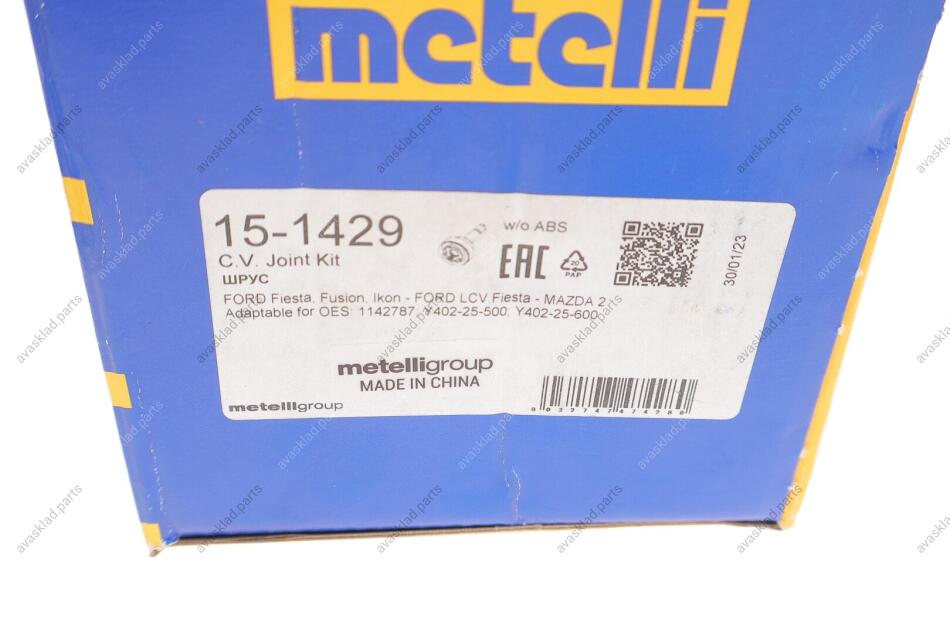 metelli
15-1429
C.V. Joint Kit
ШРУС
w/o ABS
EAC
20
PAP
30/01/23
FORD Fiesta, Fusion, Ikon - FORD LCV Fiesta - MAZDA 2
Adaptable for OES: 1142787, Y402-25-500, Y402-25-600
metelligroup
MADE IN CHINA
metelligroup
8032747474280
avasklad.parts